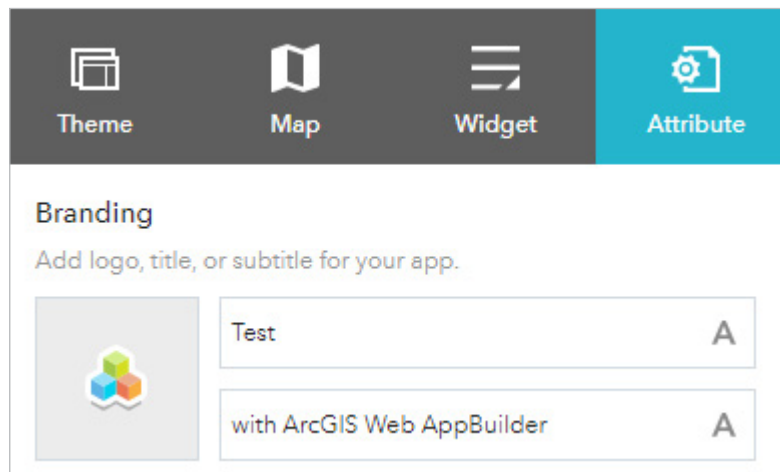 Theme Map Widget Attribute
Branding
Add logo, title, or subtitle for your app.
Test A
with ArcGIS Web AppBuilder A